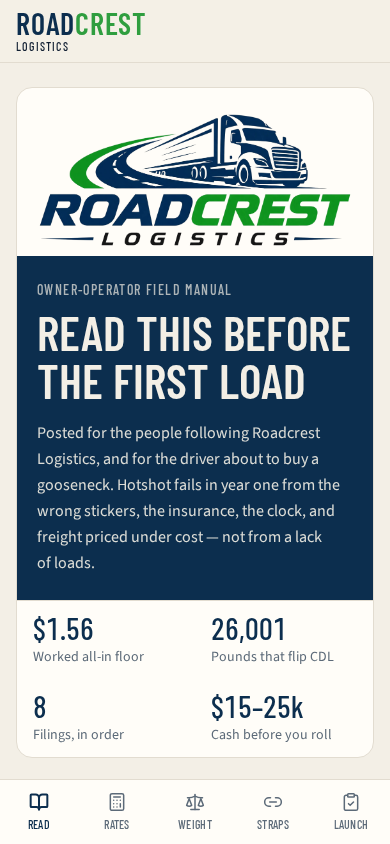 ROADCREST
LOGISTICS
ROADCREST
LOGISTICS
OWNER-OPERATOR FIELD MANUAL
READ THIS BEFORE
THE FIRST LOAD
Posted for the people following Roadcrest
Logistics, and for the driver about to buy a
gooseneck. Hotshot fails in year one from the
wrong stickers, the insurance, the clock, and
freight priced under cost — not from a lack
of loads.
$1.56
Worked all-in floor
26,001
Pounds that flip CDL
8
Filings, in order
$15–25k
Cash before you roll
READ
RATES
WEIGHT
STRAPS
LAUNCH